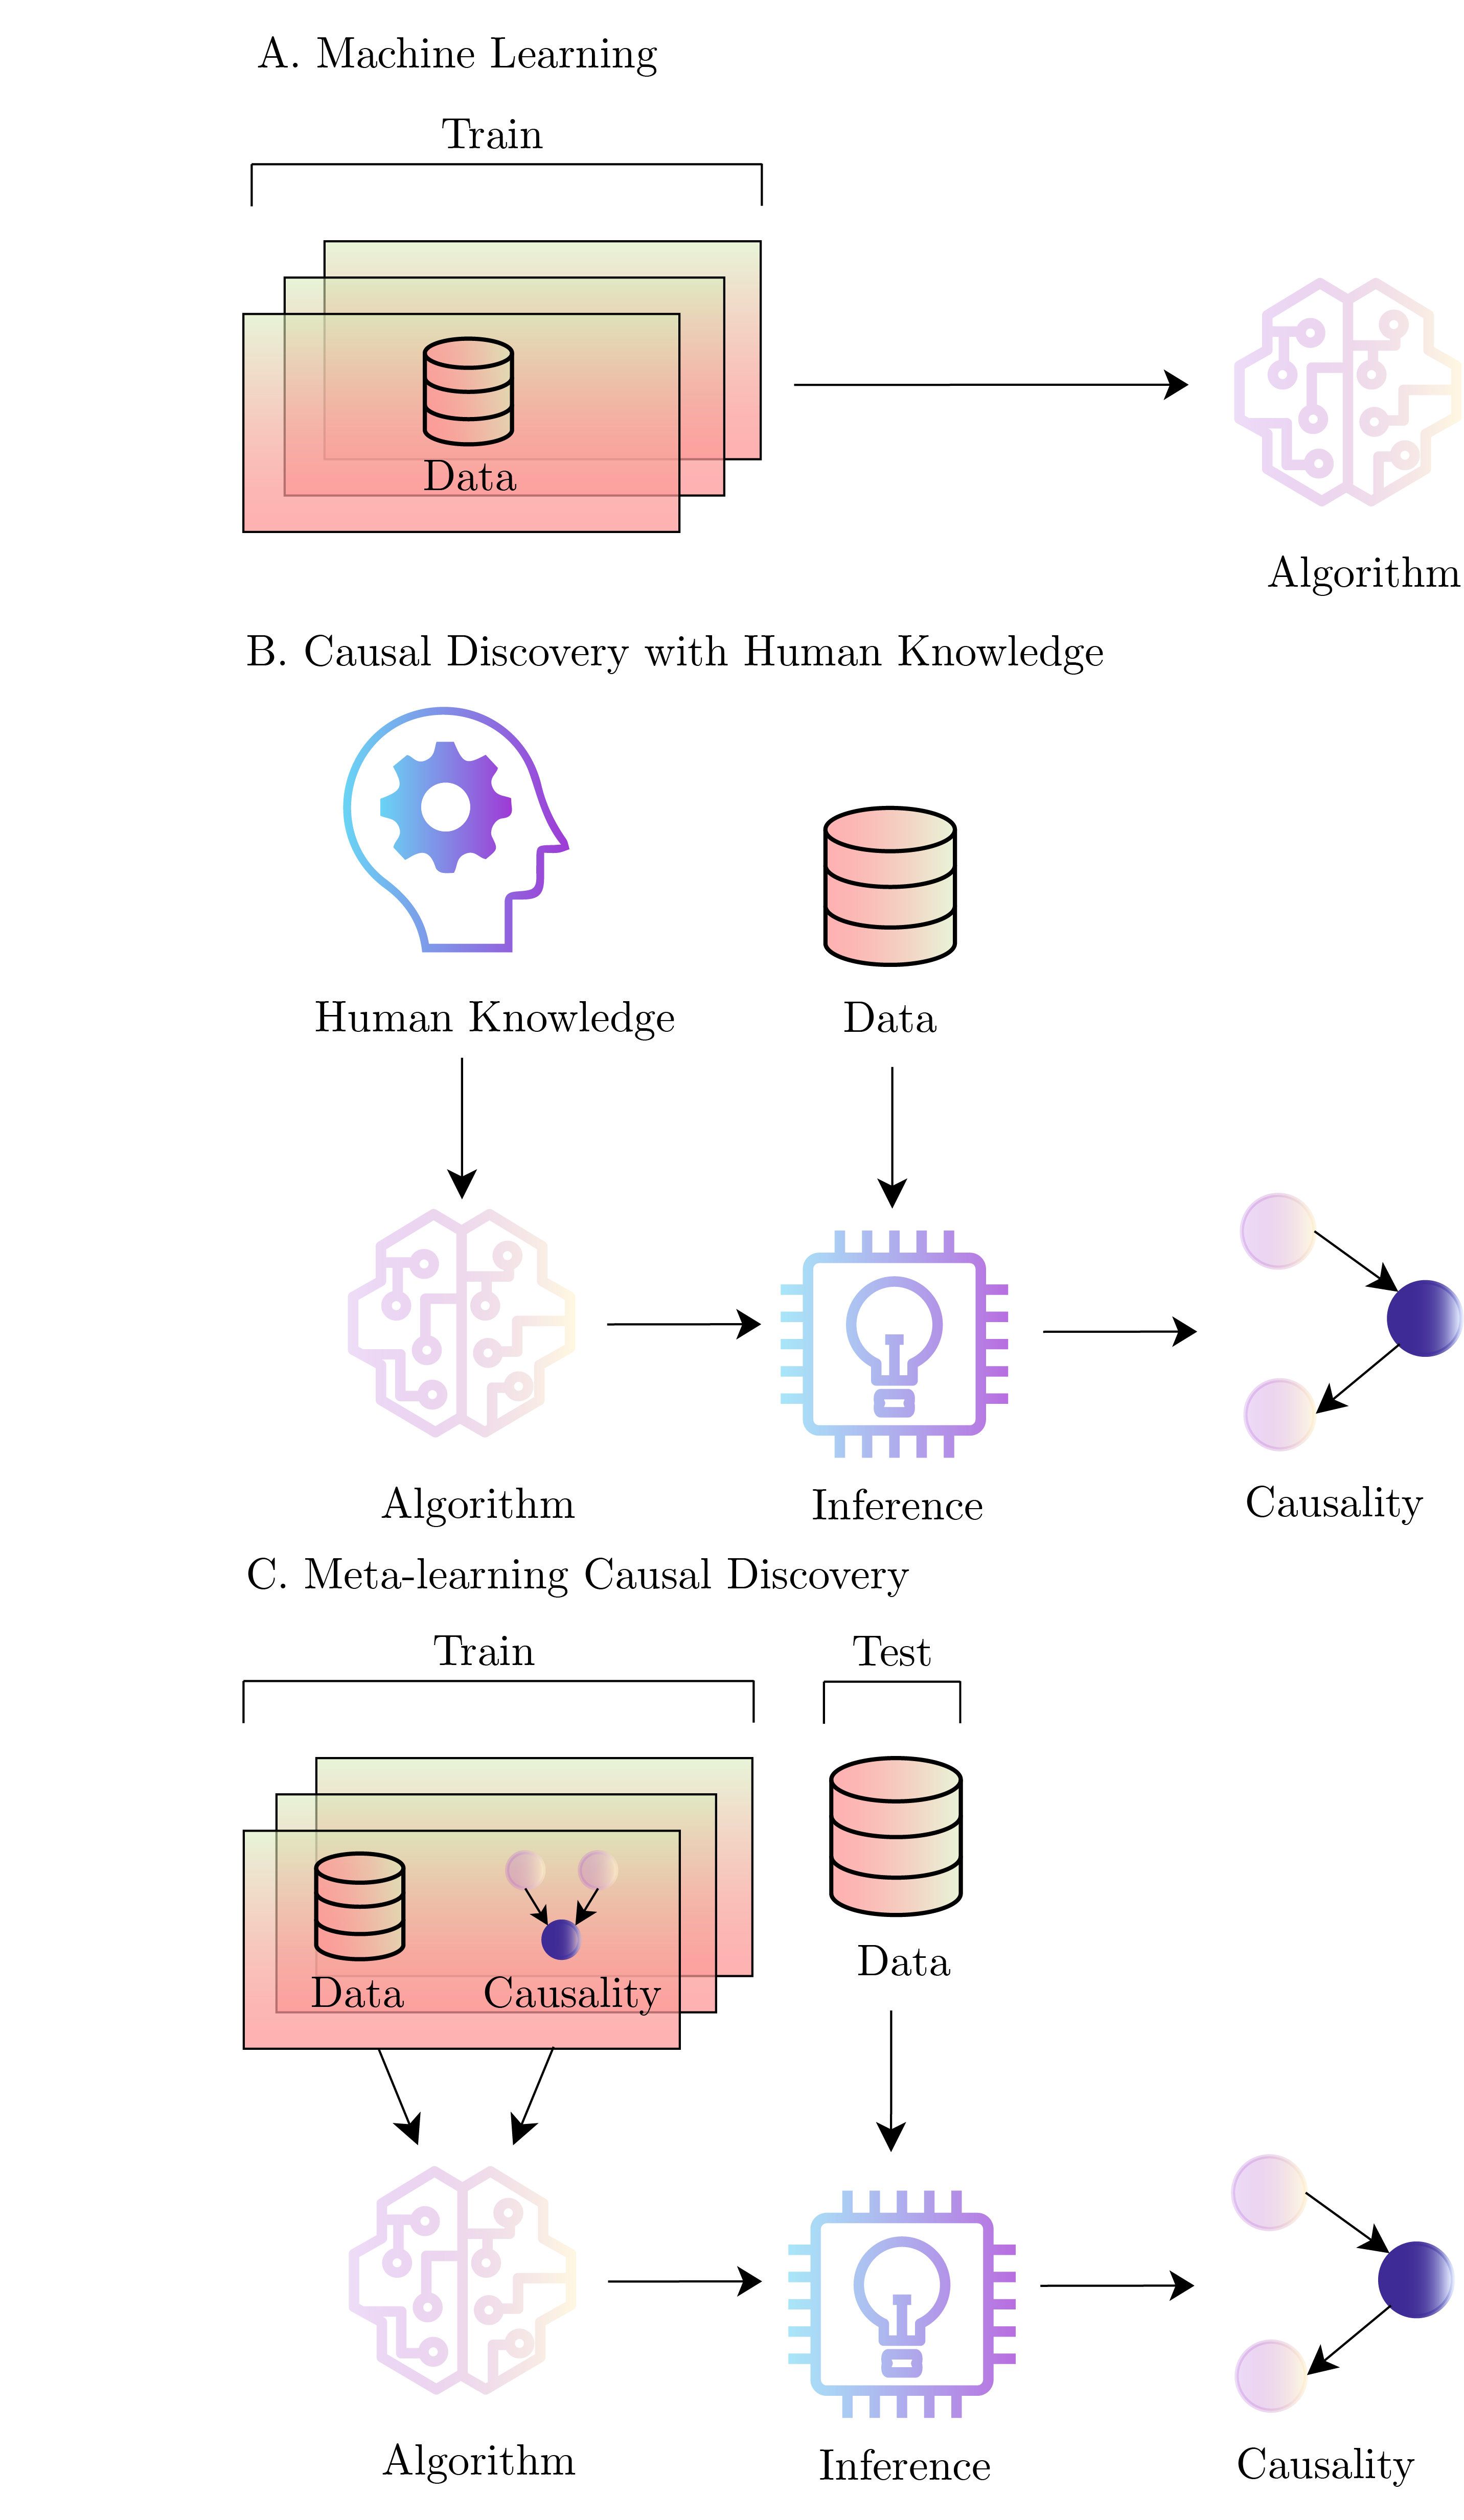 A. Machine Learning
Train
Data
Algorithm
B. Causal Discovery with Human Knowledge
Human Knowledge
Data
Algorithm
Inference
Causality
C. Meta-learning Causal Discovery
Train
Test
Data
Causality
Data
Algorithm
Inference
Causality